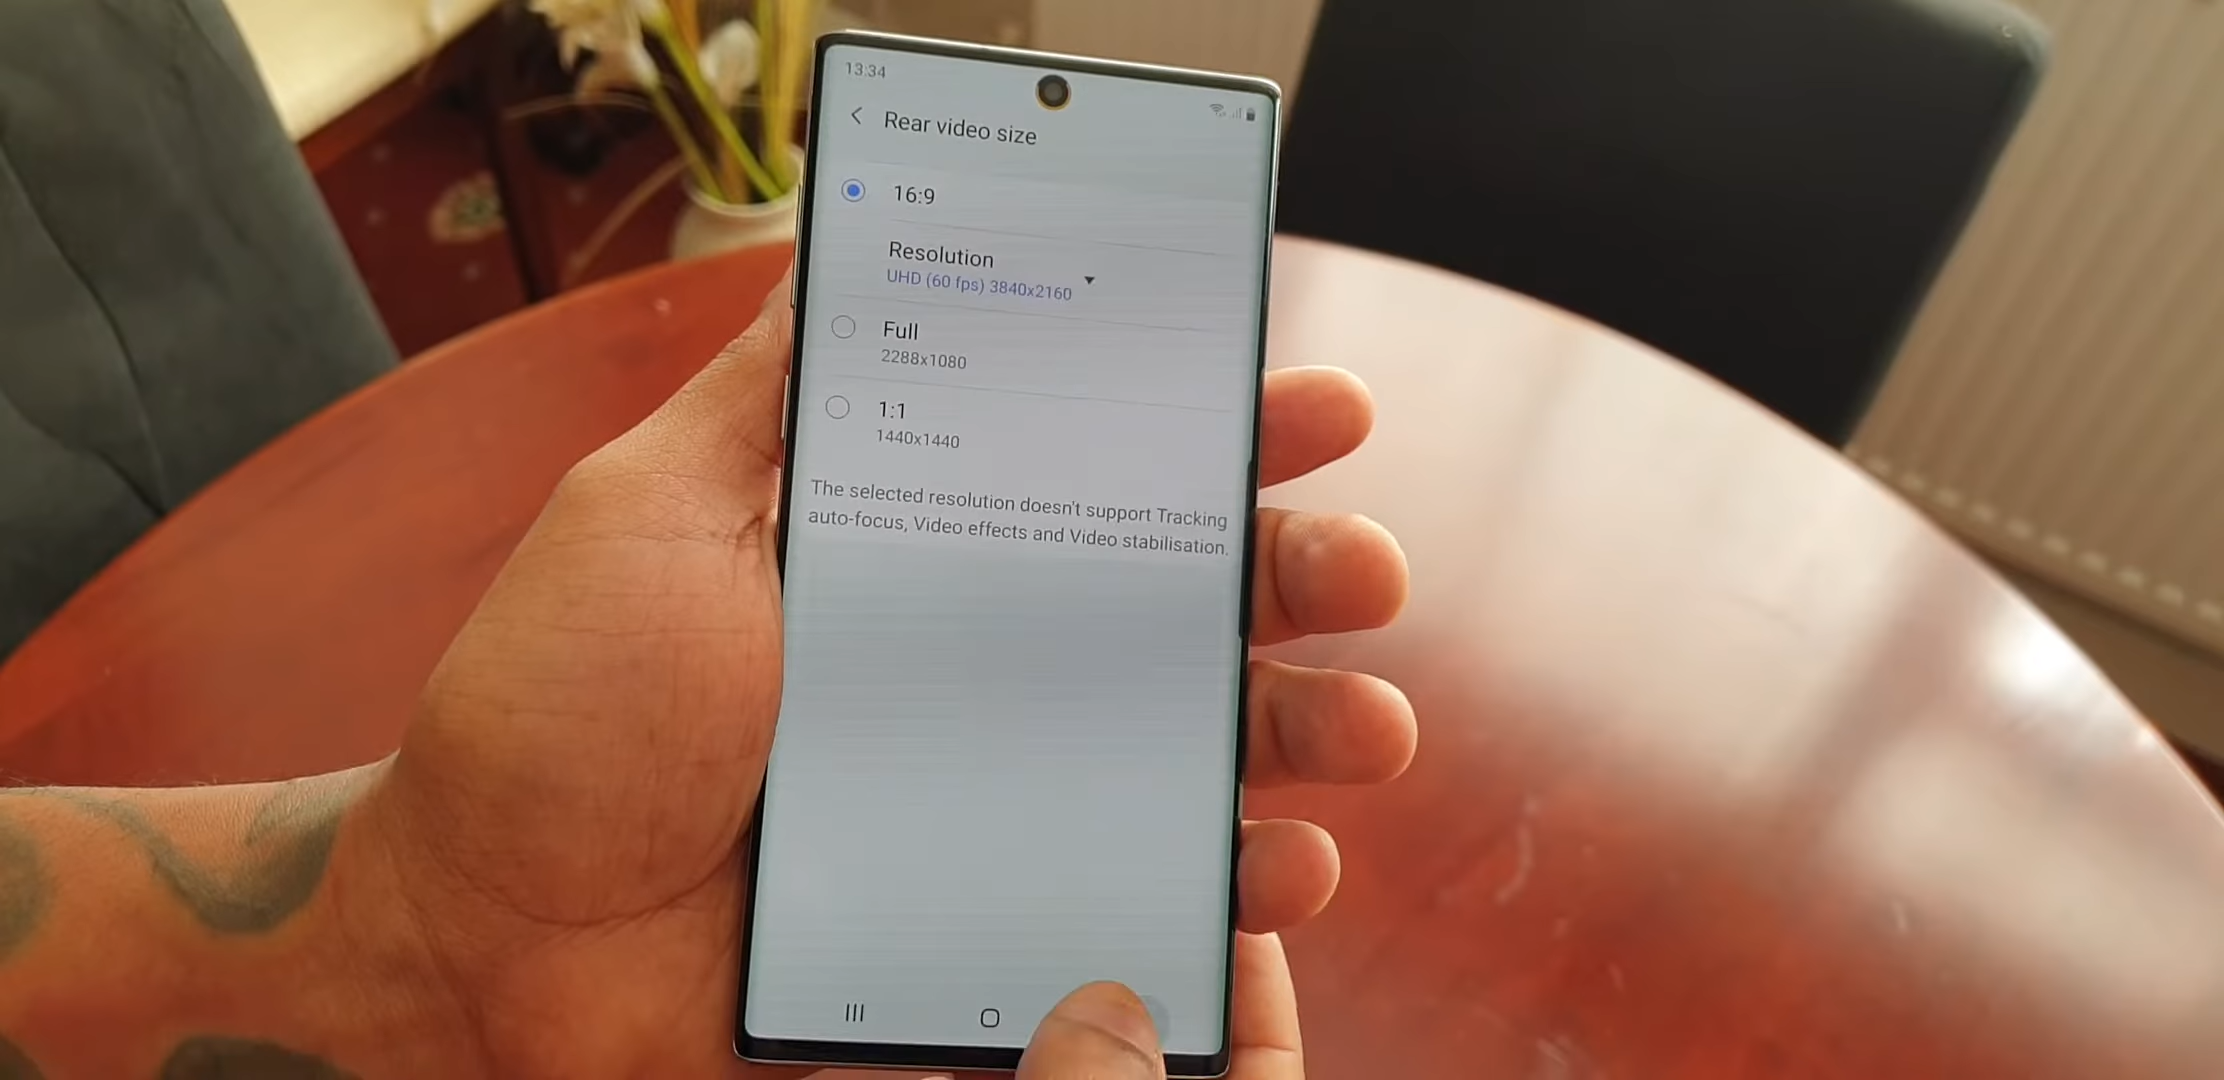 13:34
Rear video size
16:9
Resolution
UHD (60 fps) 3840x2160
Full
2288x1080
1:1
1440x1440
The selected resolution doesn't support Tracking
auto-focus, Video effects and Video stabilisation.